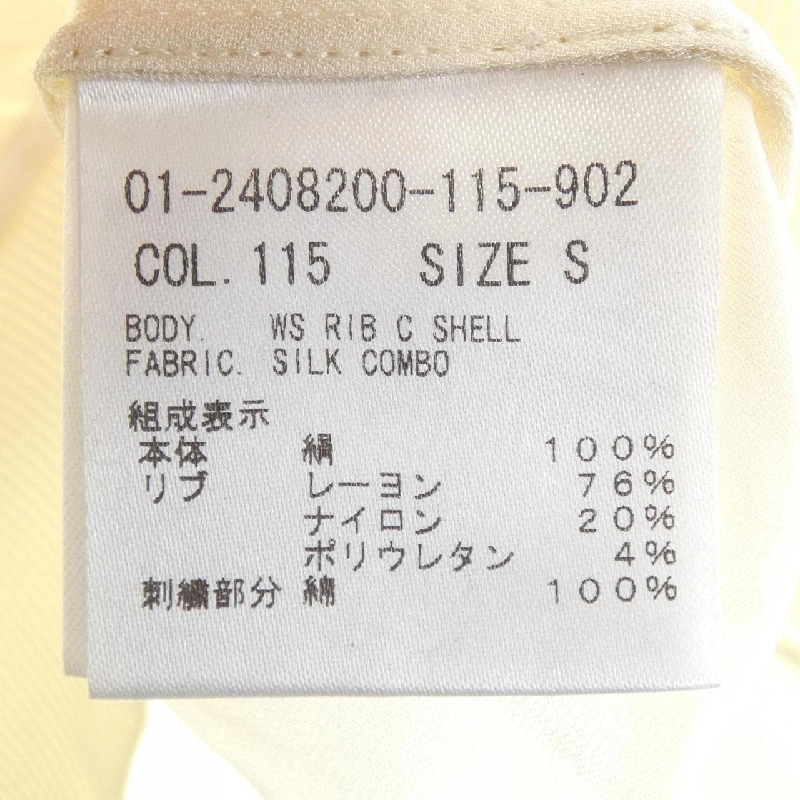 01-2408200-115-902
COL.115 SIZE S
BODY. WS RIB C SHELL
FABRIC. SILK COMBO
組成表示
本体 絹 100%
リブ レーヨン 76%
ナイロン 20%
ポリウレタン 4%
刺繍部分 綿 100%